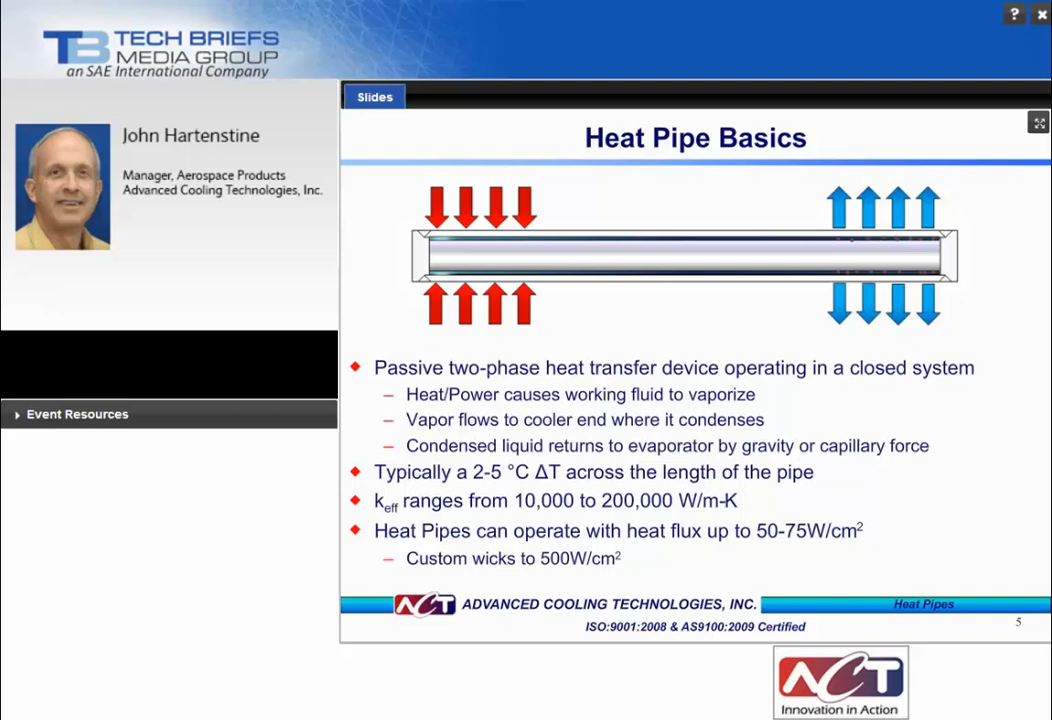 ? ×
TB TECH BRIEFS
MEDIA GROUP
an SAE International Company
John Hartenstine
Manager, Aerospace Products
Advanced Cooling Technologies, Inc.
Event Resources
Slides
Heat Pipe Basics
Passive two-phase heat transfer device operating in a closed system
– Heat/Power causes working fluid to vaporize
– Vapor flows to cooler end where it condenses
– Condensed liquid returns to evaporator by gravity or capillary force
Typically a 2-5 °C ΔT across the length of the pipe
keff ranges from 10,000 to 200,000 W/m-K
Heat Pipes can operate with heat flux up to 50-75W/cm²
– Custom wicks to 500W/cm²
ACT ADVANCED COOLING TECHNOLOGIES, INC. Heat Pipes
ISO:9001:2008 & AS9100:2009 Certified 5
ACT
Innovation in Action